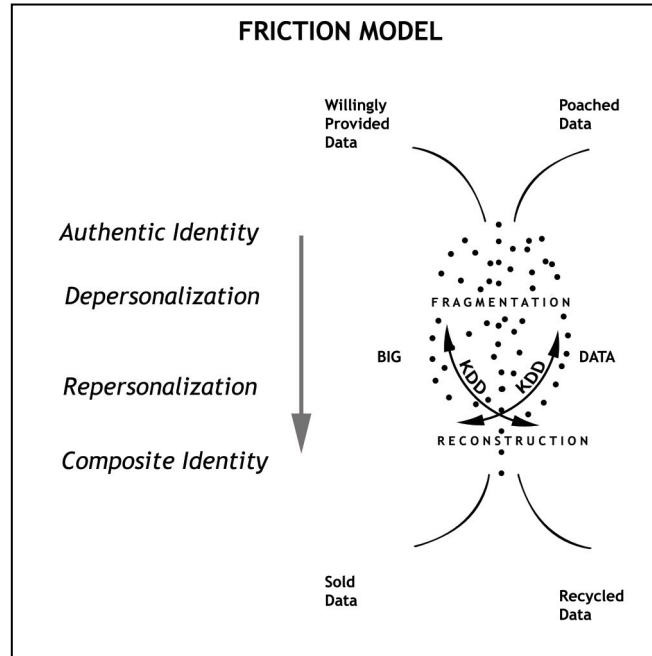 FRICTION MODEL
Willingly
Provided
Data
Poached
Data
Authentic Identity
Depersonalization
FRAGMENTATION
BIG
DATA
KDD
KDD
Repersonalization
RECONSTRUCTION
Composite Identity
Sold
Data
Recycled
Data